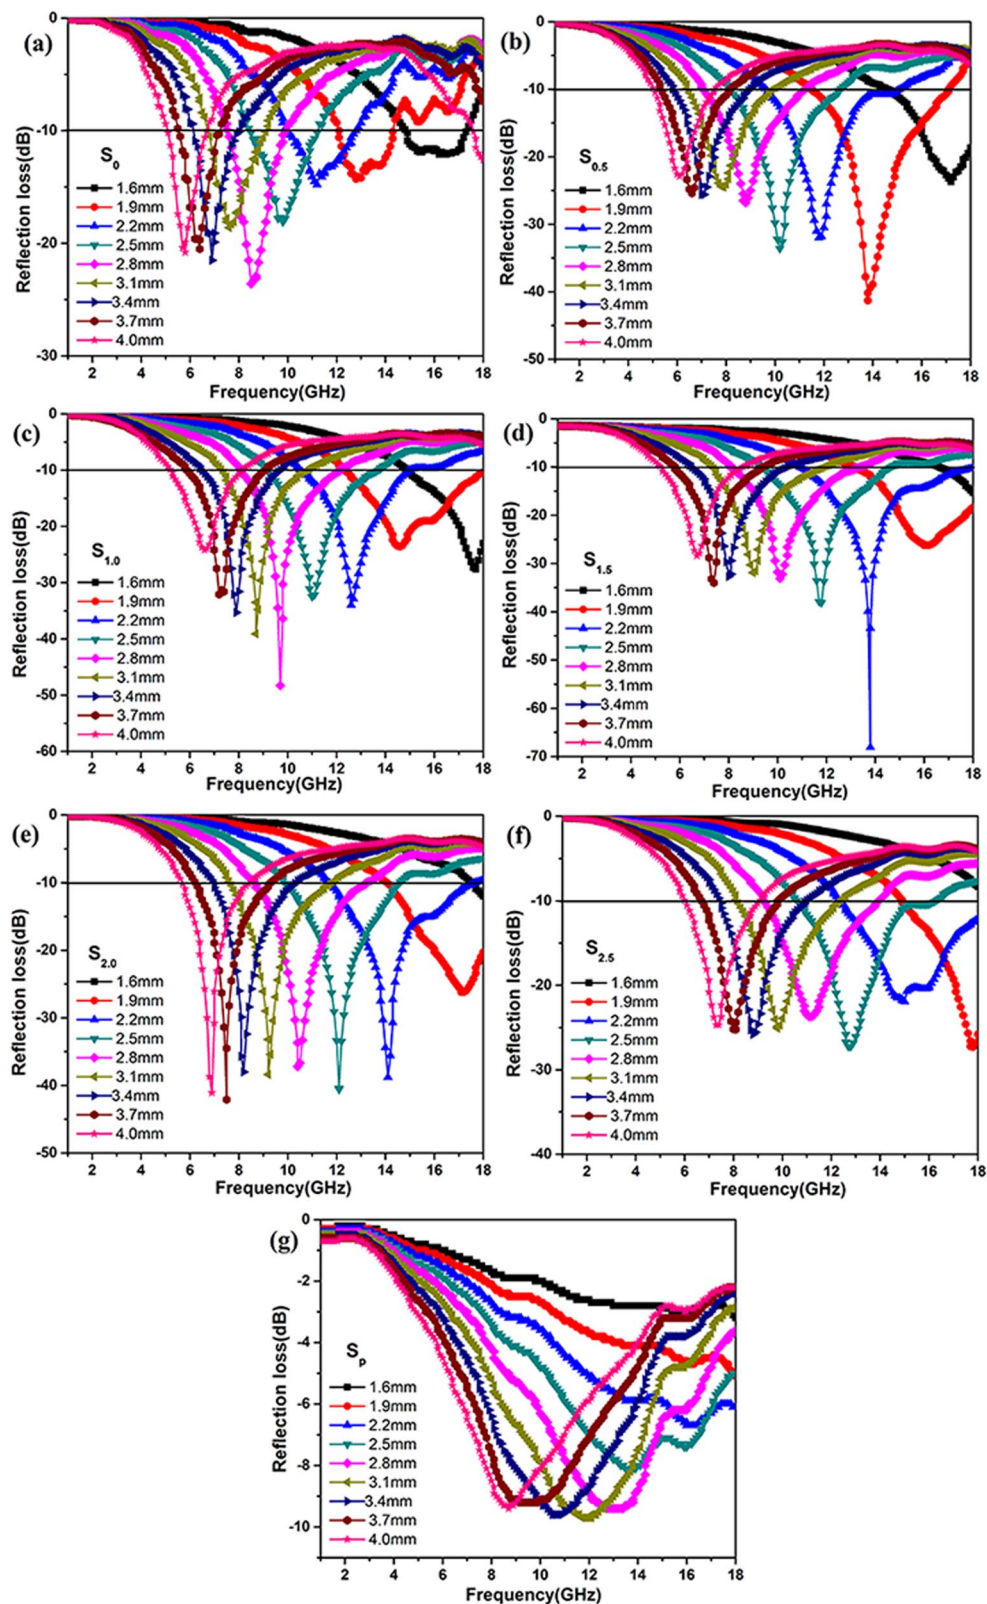 (a)
Reflection loss(dB)
0
-10
-20
-30
S0
1.6mm
1.9mm
2.2mm
2.5mm
2.8mm
3.1mm
3.4mm
3.7mm
4.0mm
2 4 6 8 10 12 14 16 18
Frequency(GHz)
(b)
Reflection loss(dB)
0
-10
-20
-30
-40
-50
S0.5
1.6mm
1.9mm
2.2mm
2.5mm
2.8mm
3.1mm
3.4mm
3.7mm
4.0mm
2 4 6 8 10 12 14 16 18
Frequency(GHz)
(c)
Reflection loss(dB)
0
-10
-20
-30
-40
-50
-60
S1.0
1.6mm
1.9mm
2.2mm
2.5mm
2.8mm
3.1mm
3.4mm
3.7mm
4.0mm
2 4 6 8 10 12 14 16 18
Frequency(GHz)
(d)
Reflection loss(dB)
0
-10
-20
-30
-40
-50
-60
-70
S1.5
1.6mm
1.9mm
2.2mm
2.5mm
2.8mm
3.1mm
3.4mm
3.7mm
4.0mm
2 4 6 8 10 12 14 16 18
Frequency(GHz)
(e)
Reflection loss(dB)
0
-10
-20
-30
-40
-50
S2.0
1.6mm
1.9mm
2.2mm
2.5mm
2.8mm
3.1mm
3.4mm
3.7mm
4.0mm
2 4 6 8 10 12 14 16 18
Frequency(GHz)
(f)
Reflection loss(dB)
0
-10
-20
-30
-40
S2.5
1.6mm
1.9mm
2.2mm
2.5mm
2.8mm
3.1mm
3.4mm
3.7mm
4.0mm
2 4 6 8 10 12 14 16 18
Frequency(GHz)
(g)
Reflection loss(dB)
0
-2
-4
-6
-8
-10
Sp
1.6mm
1.9mm
2.2mm
2.5mm
2.8mm
3.1mm
3.4mm
3.7mm
4.0mm
2 4 6 8 10 12 14 16 18
Frequency(GHz)